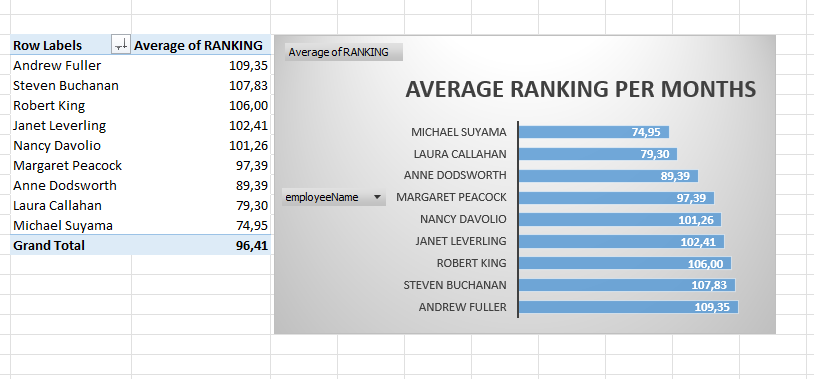 Row Labels Average of RANKING
Andrew Fuller 109,35
Steven Buchanan 107,83
Robert King 106,00
Janet Leverling 102,41
Nancy Davolio 101,26
Margaret Peacock 97,39
Anne Dodsworth 89,39
Laura Callahan 79,30
Michael Suyama 74,95
Grand Total 96,41
Average of RANKING
AVERAGE RANKING PER MONTHS
employeeName
MICHAEL SUYAMA 74,95
LAURA CALLAHAN 79,30
ANNE DODSWORTH 89,39
MARGARET PEACOCK 97,39
NANCY DAVOLIO 101,26
JANET LEVERLING 102,41
ROBERT KING 106,00
STEVEN BUCHANAN 107,83
ANDREW FULLER 109,35